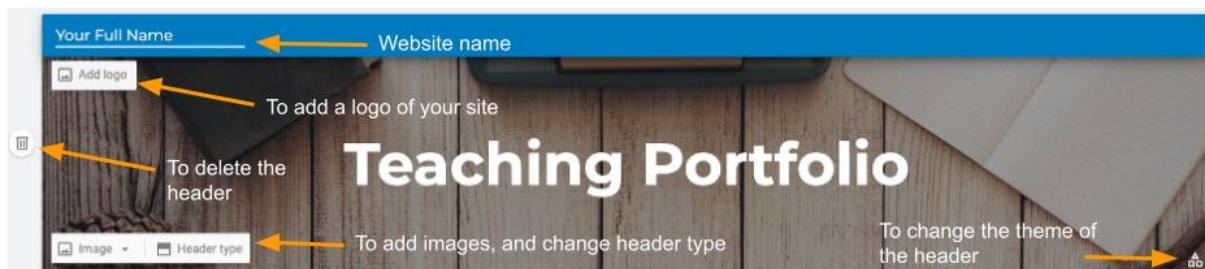 Your Full Name
Website name
Add logo
To add a logo of your site
To delete the
header
Teaching Portfolio
Image
Header type
To add images, and change header type
To change the theme of
the header